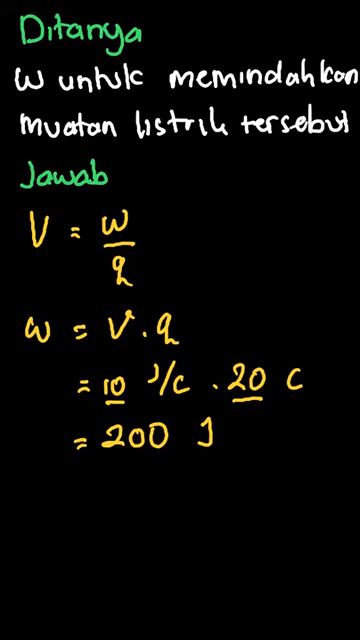 Ditanya
W untuk memindahkan
muatan listrik tersebut
Jawab
V = W/q
W = V . q
= 10 J/C . 20 C
= 200 J